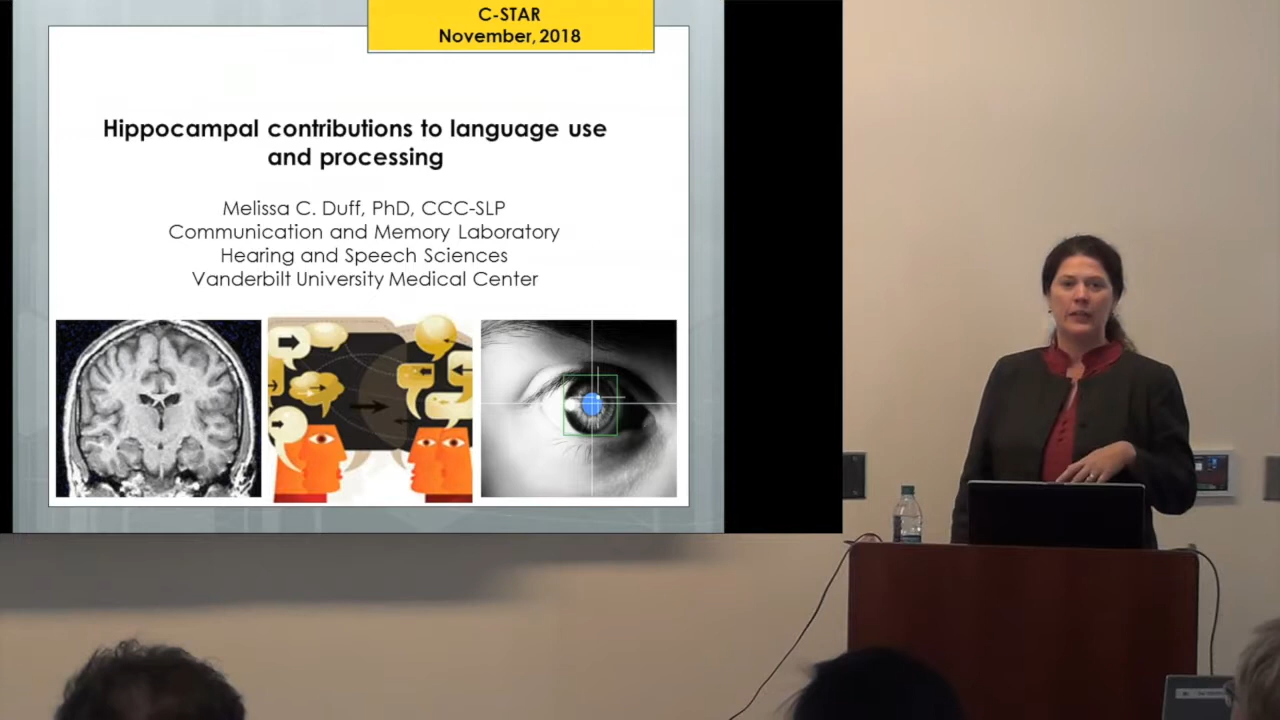 C-STAR
November, 2018
Hippocampal contributions to language use
and processing
Melissa C. Duff, PhD, CCC-SLP
Communication and Memory Laboratory
Hearing and Speech Sciences
Vanderbilt University Medical Center